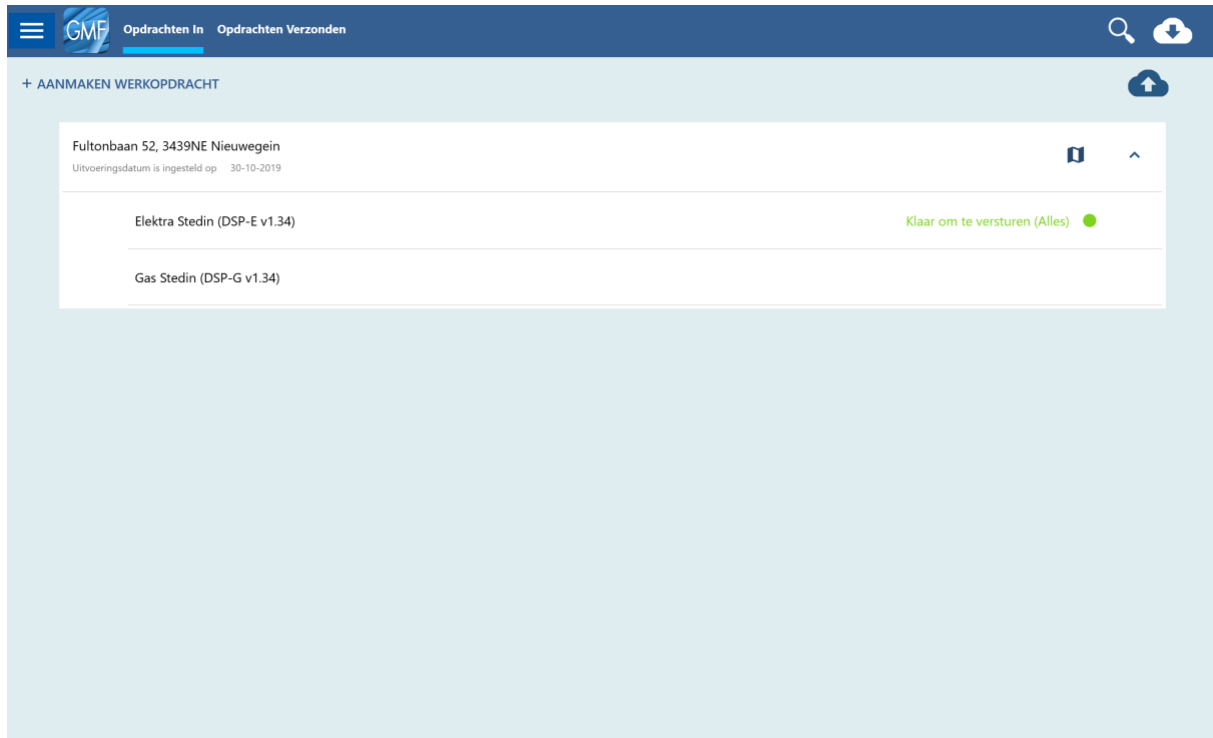 GMF Opdrachten In Opdrachten Verzonden
+ AANMAKEN WERKOPDRACHT
Fultonbaan 52, 3439NE Nieuwegein
Uitvoeringsdatum is ingesteld op 30-10-2019
Elektra Stedin (DSP-E v1.34) Klaar om te versturen (Alles)
Gas Stedin (DSP-G v1.34)